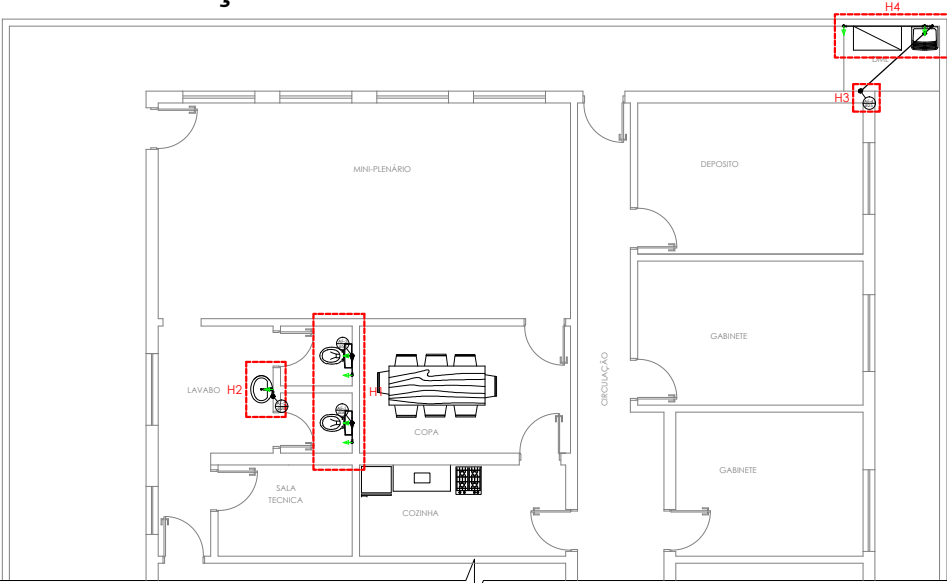 H4
H3
MINI-PLENÁRIO
DEPOSITO
GABINETE
CIRCULAÇÃO
LAVABO
H2
H1
COPA
GABINETE
SALA
TECNICA
COZINHA